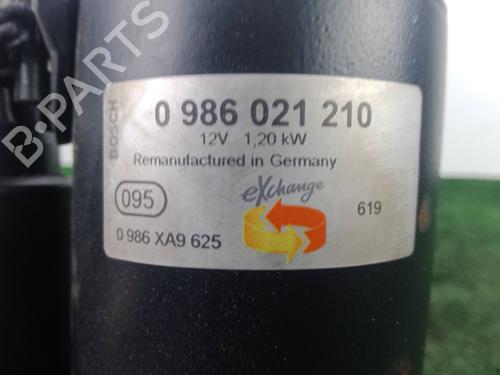 B-PARTS
BOSCH
0 986 021 210
12V 1,20 kW
Remanufactured in Germany
eXchange
095
619
0 986 XA9 625